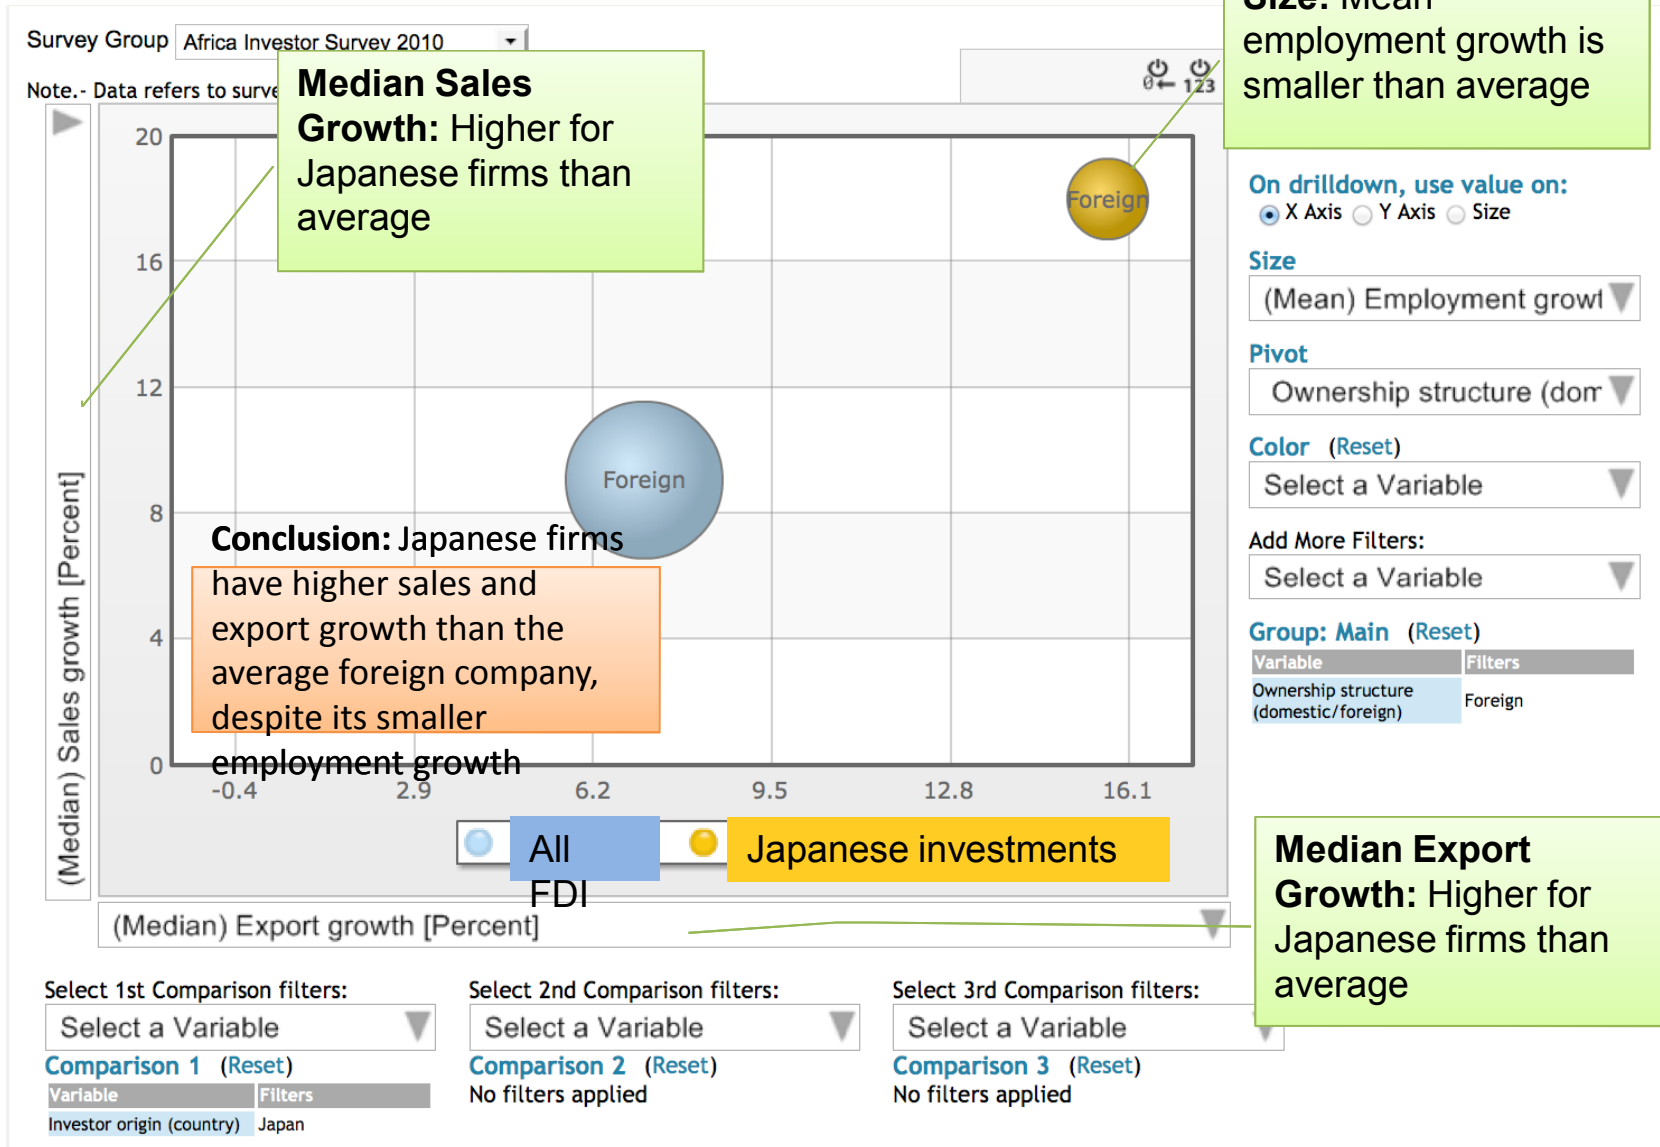 Size: Mean
employment growth is
smaller than average
Survey Group Africa Investor Survey 2010
Note.- Data refers to surve
Median Sales
Growth: Higher for
Japanese firms than
average
0 123
20
16
12
8
4
0
(Median) Sales growth [Percent]
Foreign
Foreign
Conclusion: Japanese firms
have higher sales and
export growth than the
average foreign company,
despite its smaller
employment growth
-0.4 2.9 6.2 9.5 12.8 16.1
All
FDI
Japanese investments
(Median) Export growth [Percent]
On drilldown, use value on:
X Axis Y Axis Size
Size
(Mean) Employment growt
Pivot
Ownership structure (dom
Color (Reset)
Select a Variable
Add More Filters:
Select a Variable
Group: Main (Reset)
Variable Filters
Ownership structure
(domestic/foreign) Foreign
Median Export
Growth: Higher for
Japanese firms than
average
Select 1st Comparison filters:
Select a Variable
Comparison 1 (Reset)
Variable Filters
Investor origin (country) Japan
Select 2nd Comparison filters:
Select a Variable
Comparison 2 (Reset)
No filters applied
Select 3rd Comparison filters:
Select a Variable
Comparison 3 (Reset)
No filters applied